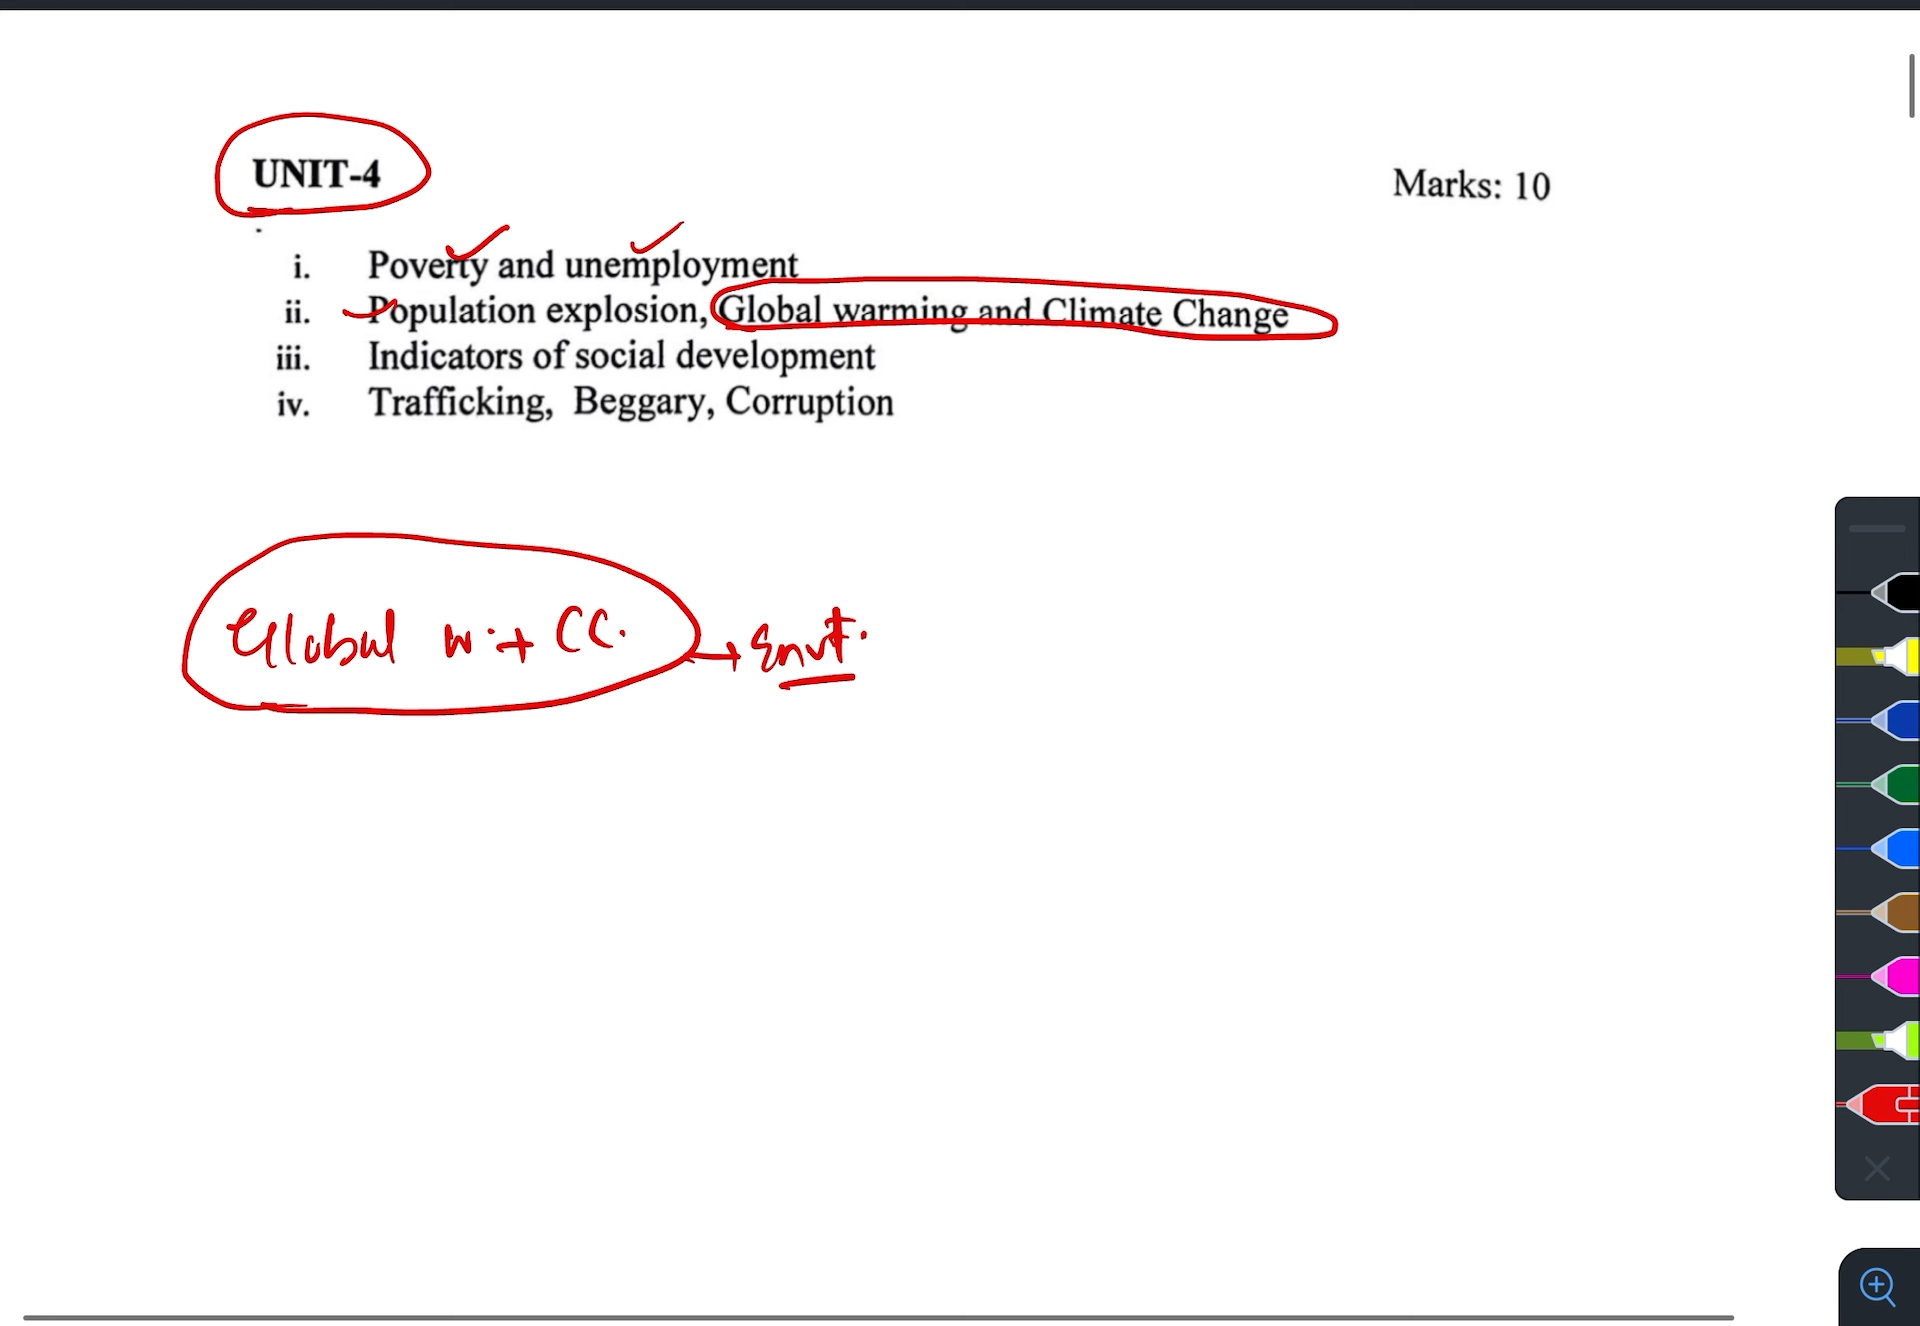 UNIT-4
Marks: 10
i. Poverty and unemployment
ii. Population explosion, Global warming and Climate Change
iii. Indicators of social development
iv. Trafficking, Beggary, Corruption
Global w.+ CC. → Envt.